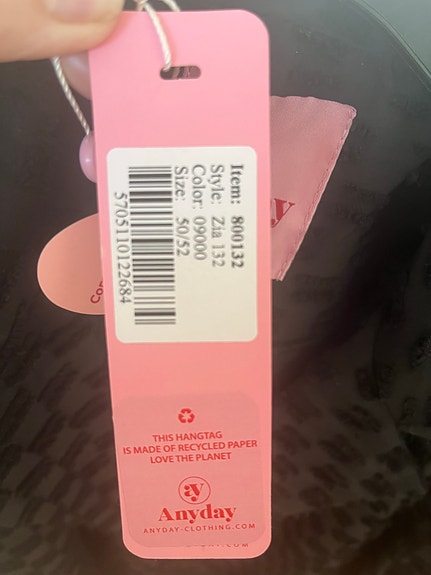 Item: 800132
Style: Zia 132
Color: 09000
Size: 50/52
5705110122684
THIS HANGTAG
IS MADE OF RECYCLED PAPER
LOVE THE PLANET
ay
Anyday
ANYDAY-CLOTHING.COM
y